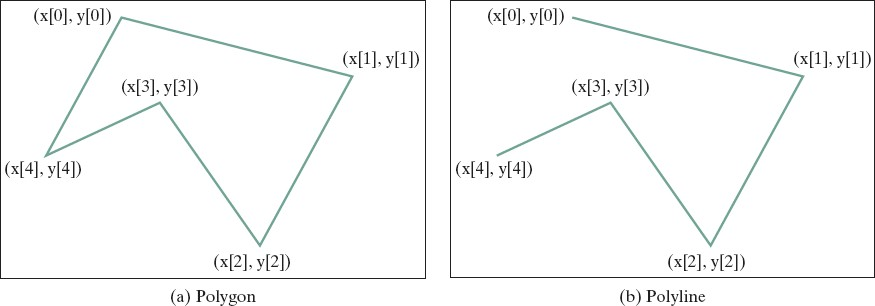 (x[0], y[0])
(x[1], y[1])
(x[3], y[3])
(x[4], y[4])
(x[2], y[2])
(a) Polygon
(x[0], y[0])
(x[1], y[1])
(x[3], y[3])
(x[4], y[4])
(x[2], y[2])
(b) Polyline